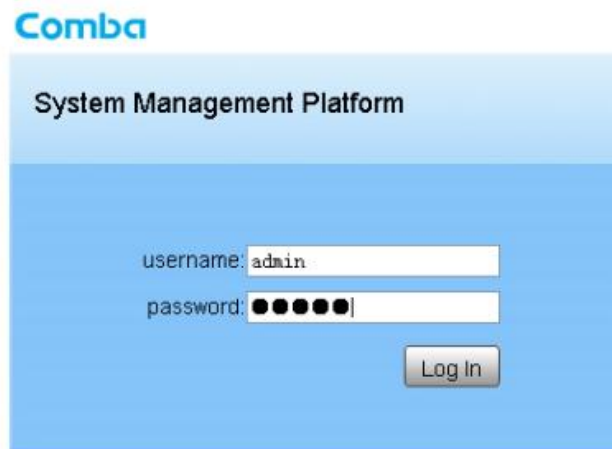 Comba
System Management Platform
username: admin
password: ●●●●●
Log In